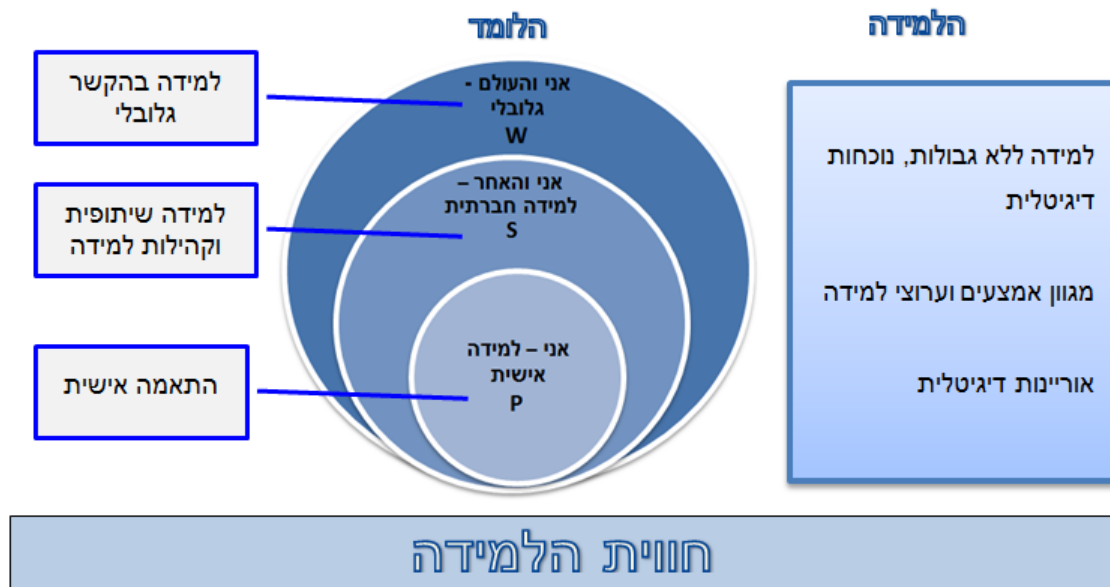 הלמידה
למידה ללא גבולות, נוכחות
דיגיטלית
מגוון אמצעים וערוצי למידה
אוריינות דיגיטלית
הלומד
אני והעולם -
גלובלי
W
אני והאחר –
למידה חברתית
S
אני – למידה
אישית
P
למידה בהקשר
גלובלי
למידה שיתופית
וקהילות למידה
התאמה אישית
חווית הלמידה